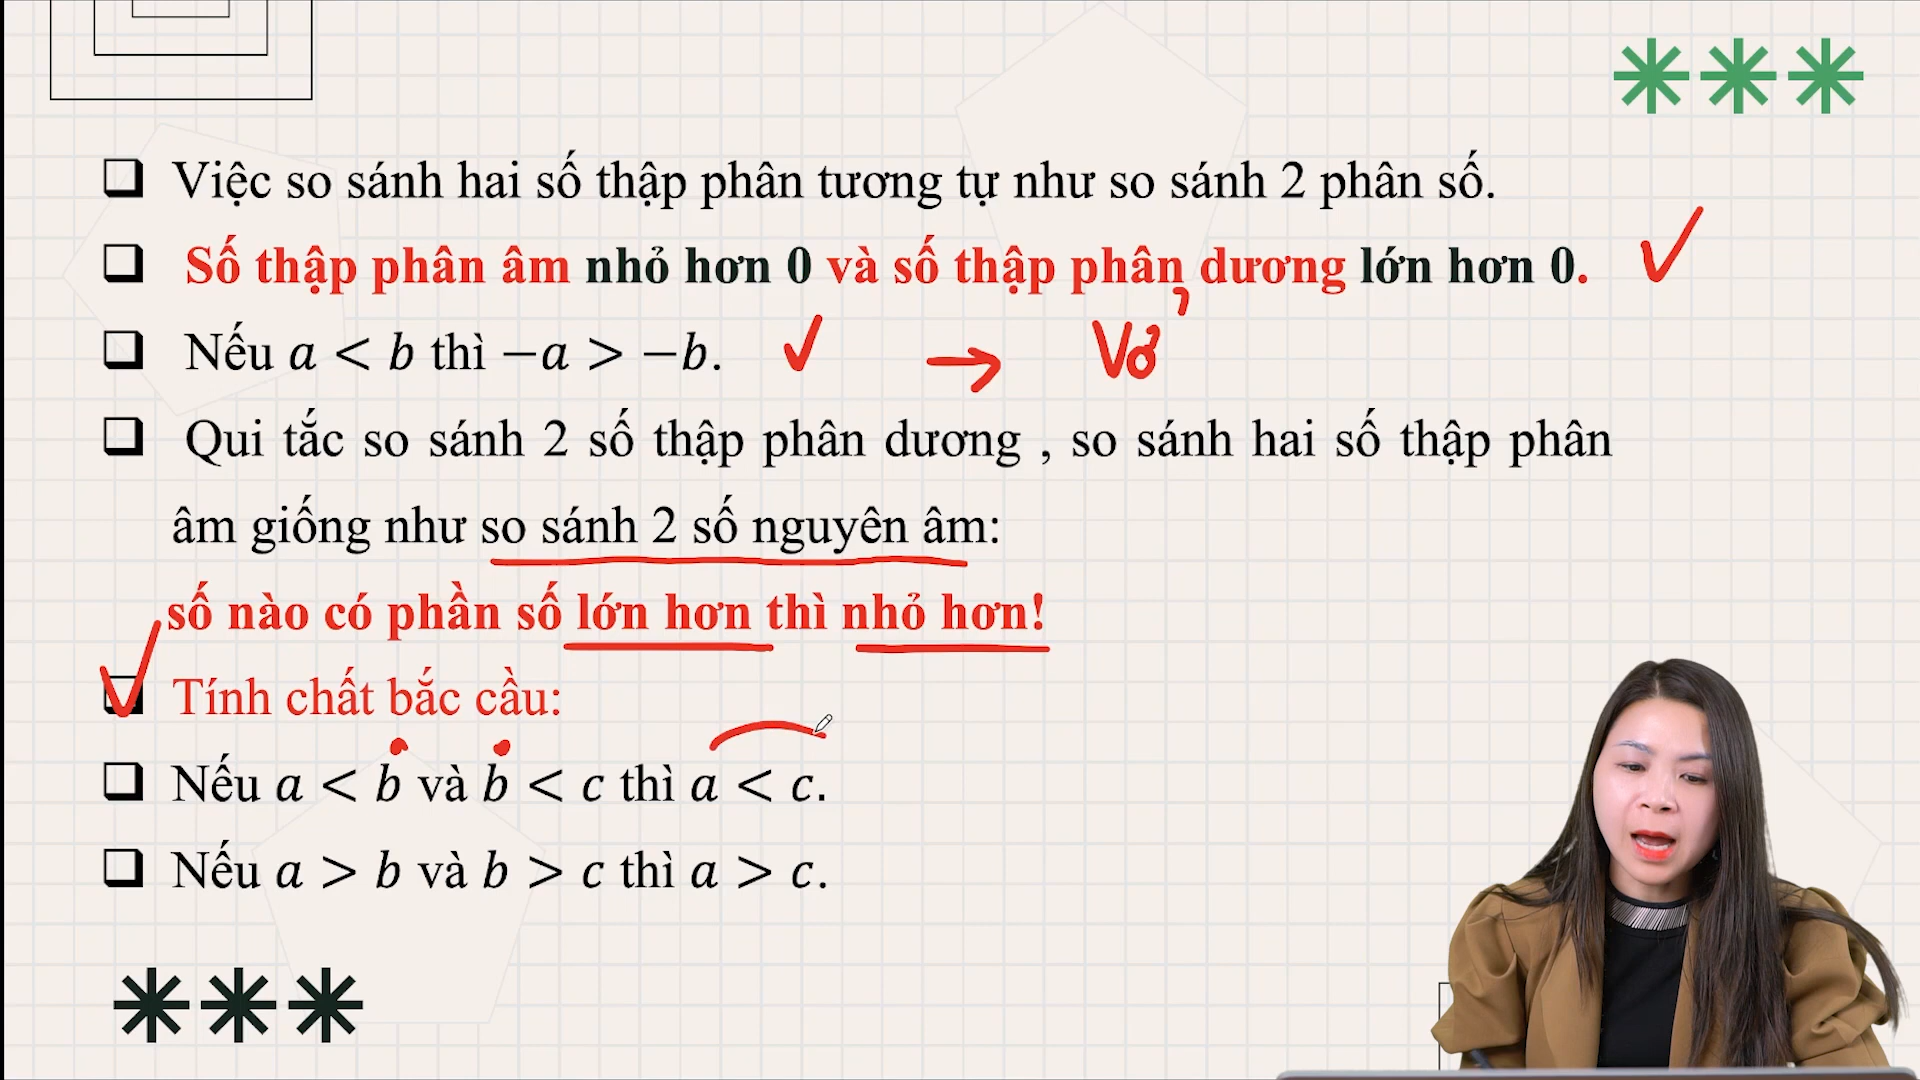 Việc so sánh hai số thập phân tương tự như so sánh 2 phân số.
Số thập phân âm nhỏ hơn 0 và số thập phân dương lớn hơn 0.
Nếu a < b thì −a > −b. → Vở
Qui tắc so sánh 2 số thập phân dương , so sánh hai số thập phân
âm giống như so sánh 2 số nguyên âm:
số nào có phần số lớn hơn thì nhỏ hơn!
Tính chất bắc cầu:
Nếu a < b và b < c thì a < c.
Nếu a > b và b > c thì a > c.